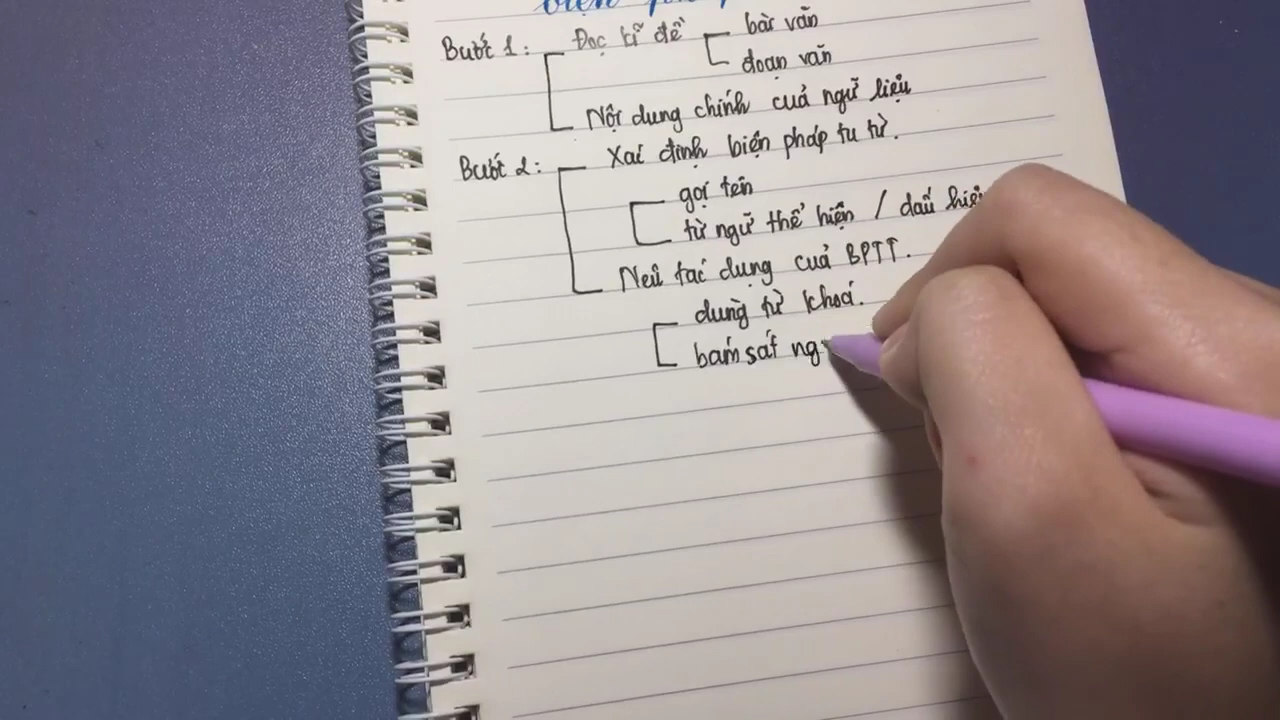 biện
Bước 1: Đọc kĩ đề bài văn
đoạn văn
Nội dung chính của ngữ liệu
Bước 2: Xác định biện pháp tu từ.
gọi tên
từ ngữ thể hiện / dấu hiệu
Nêu tác dụng của BPTT.
dùng từ khoá.
bám sát ng